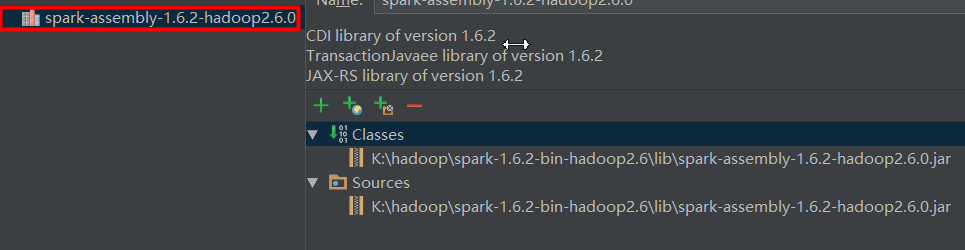 spark-assembly-1.6.2-hadoop2.6.0
Name: spark-assembly-1.6.2-hadoop2.6.0
CDI library of version 1.6.2
TransactionJavaee library of version 1.6.2
JAX-RS library of version 1.6.2
Classes
K:\hadoop\spark-1.6.2-bin-hadoop2.6\lib\spark-assembly-1.6.2-hadoop2.6.0.jar
Sources
K:\hadoop\spark-1.6.2-bin-hadoop2.6\lib\spark-assembly-1.6.2-hadoop2.6.0.jar